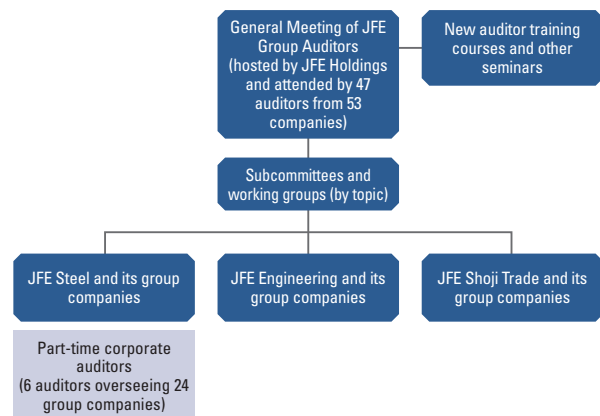 General Meeting of JFE
Group Auditors
(hosted by JFE Holdings
and attended by 47
auditors from 53
companies)
New auditor training
courses and other
seminars
Subcommittees and
working groups (by topic)
JFE Steel and its group
companies
JFE Engineering and its
group companies
JFE Shoji Trade and its
group companies
Part-time corporate
auditors
(6 auditors overseeing 24
group companies)